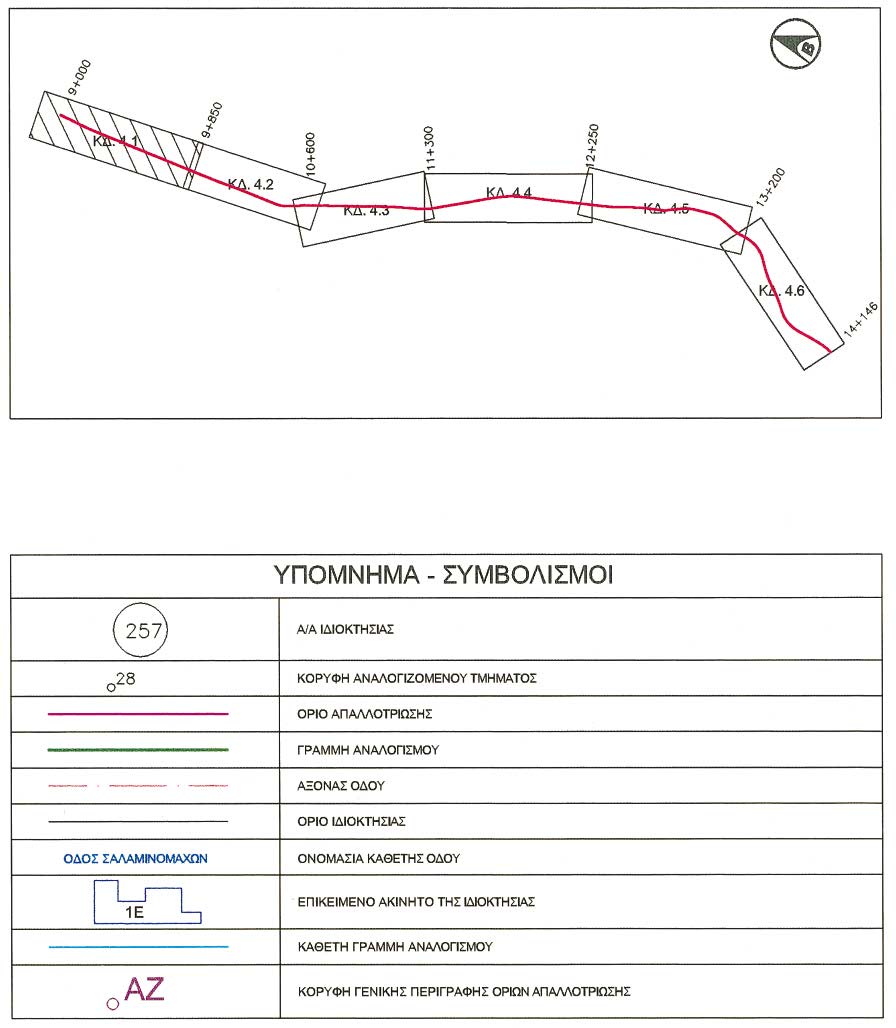 Β
9+000
9+850
10+600
11+300
12+250
13+200
14+146
ΚΔ. 4.1
ΚΔ. 4.2
ΚΔ. 4.3
ΚΔ. 4.4
ΚΔ. 4.5
ΚΔ. 4.6
ΥΠΟΜΝΗΜΑ - ΣΥΜΒΟΛΙΣΜΟΙ
257 Α/Α ΙΔΙΟΚΤΗΣΙΑΣ
28 ΚΟΡΥΦΗ ΑΝΑΛΟΓΙΖΟΜΕΝΟΥ ΤΜΗΜΑΤΟΣ
ΟΡΙΟ ΑΠΑΛΛΟΤΡΙΩΣΗΣ
ΓΡΑΜΜΗ ΑΝΑΛΟΓΙΣΜΟΥ
ΑΞΟΝΑΣ ΟΔΟΥ
ΟΡΙΟ ΙΔΙΟΚΤΗΣΙΑΣ
ΟΔΟΣ ΣΑΛΑΜΙΝΟΜΑΧΩΝ ΟΝΟΜΑΣΙΑ ΚΑΘΕΤΗΣ ΟΔΟΥ
1Ε ΕΠΙΚΕΙΜΕΝΟ ΑΚΙΝΗΤΟ ΤΗΣ ΙΔΙΟΚΤΗΣΙΑΣ
ΚΑΘΕΤΗ ΓΡΑΜΜΗ ΑΝΑΛΟΓΙΣΜΟΥ
ΑΖ ΚΟΡΥΦΗ ΓΕΝΙΚΗΣ ΠΕΡΙΓΡΑΦΗΣ ΟΡΙΩΝ ΑΠΑΛΛΟΤΡΙΩΣΗΣ